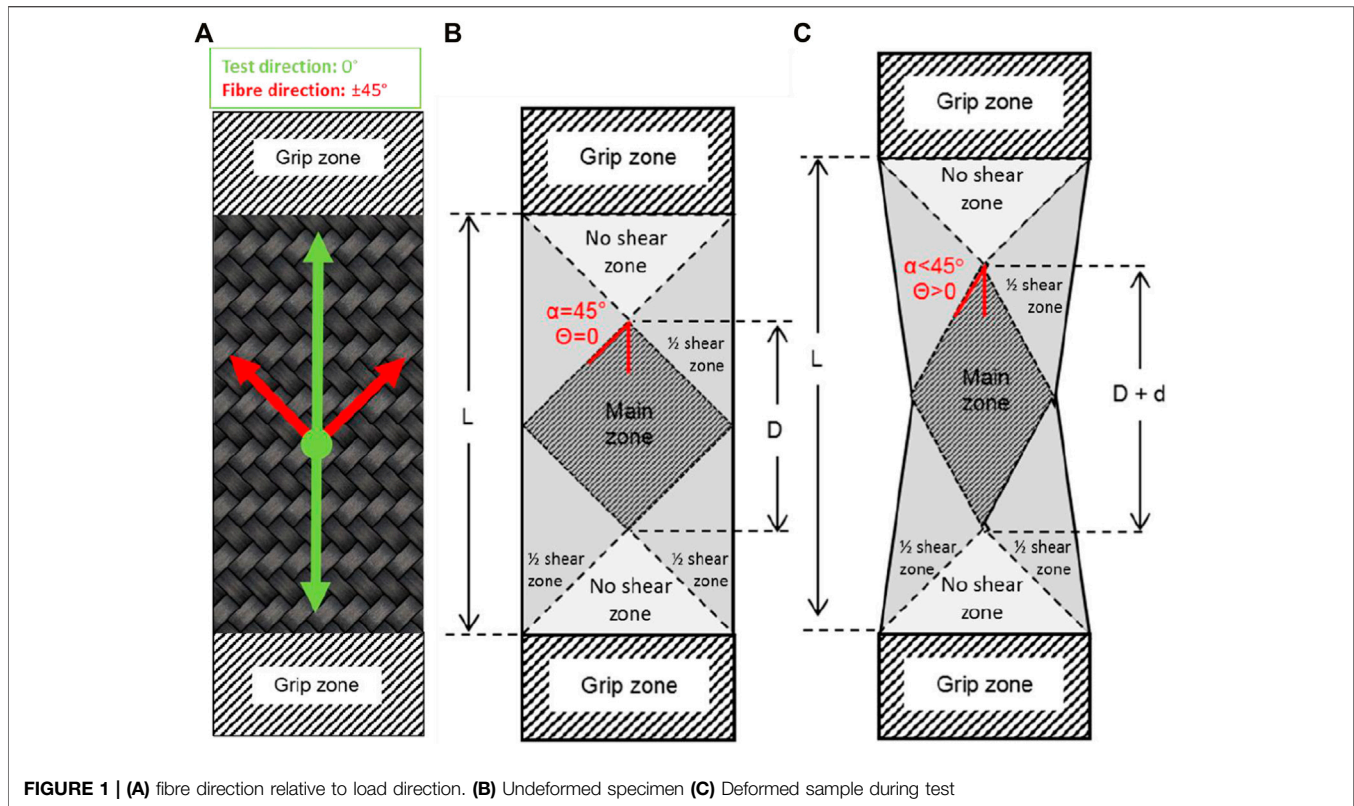 A
Test direction: 0°
Fibre direction: ±45°
Grip zone
Grip zone
B
Grip zone
No shear
zone
α=45°
Θ=0
½ shear
zone
L
Main
zone
D
½ shear
zone
½ shear
zone
No shear
zone
Grip zone
C
Grip zone
No shear
zone
α<45°
Θ>0
½ shear
zone
L
Main
zone
D + d
½ shear
zone
½ shear
zone
No shear
zone
Grip zone
FIGURE 1 | (A) fibre direction relative to load direction. (B) Undeformed specimen (C) Deformed sample during test